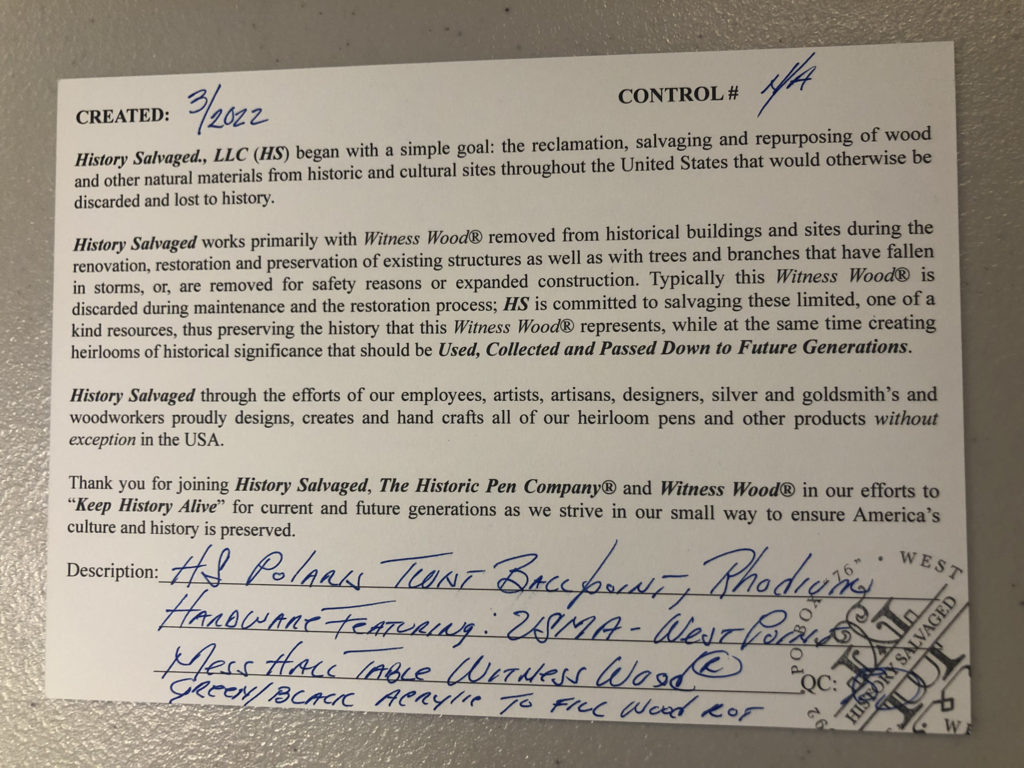 CREATED: 3/2022
CONTROL # N/A
History Salvaged., LLC (HS) began with a simple goal: the reclamation, salvaging and repurposing of wood
and other natural materials from historic and cultural sites throughout the United States that would otherwise be
discarded and lost to history.
History Salvaged works primarily with Witness Wood® removed from historical buildings and sites during the
renovation, restoration and preservation of existing structures as well as with trees and branches that have fallen
in storms, or, are removed for safety reasons or expanded construction. Typically this Witness Wood® is
discarded during maintenance and the restoration process; HS is committed to salvaging these limited, one of a
kind resources, thus preserving the history that this Witness Wood® represents, while at the same time creating
heirlooms of historical significance that should be Used, Collected and Passed Down to Future Generations.
History Salvaged through the efforts of our employees, artists, artisans, designers, silver and goldsmith's and
woodworkers proudly designs, creates and hand crafts all of our heirloom pens and other products without
exception in the USA.
Thank you for joining History Salvaged, The Historic Pen Company® and Witness Wood® in our efforts to
"Keep History Alive" for current and future generations as we strive in our small way to ensure America's
culture and history is preserved.
Description: HS Polaris Twist Ballpoint, Rhodium
Hardware Featuring: USMA - West Point
Mess Hall Table Witness Wood ®
Green/Black Acrylic To Fill Wood Rot
QC:
PO BOX 76" • WEST
HISTORY SALVAGED